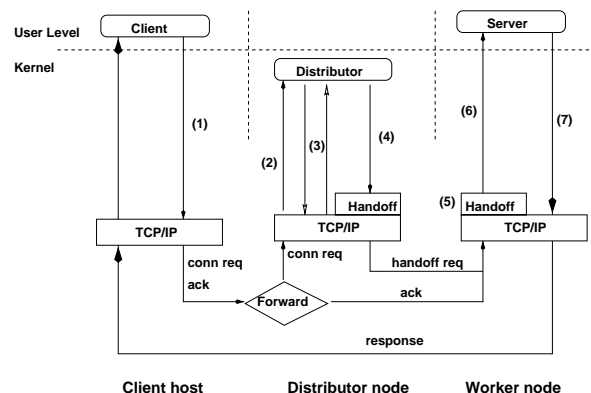 User Level
Client
Server
Kernel
Distributor
(1)
(2)
(3)
(4)
(6)
(7)
Handoff
(5)
Handoff
TCP/IP
TCP/IP
TCP/IP
conn req
ack
conn req
handoff req
Forward
ack
response
Client host
Distributor node
Worker node